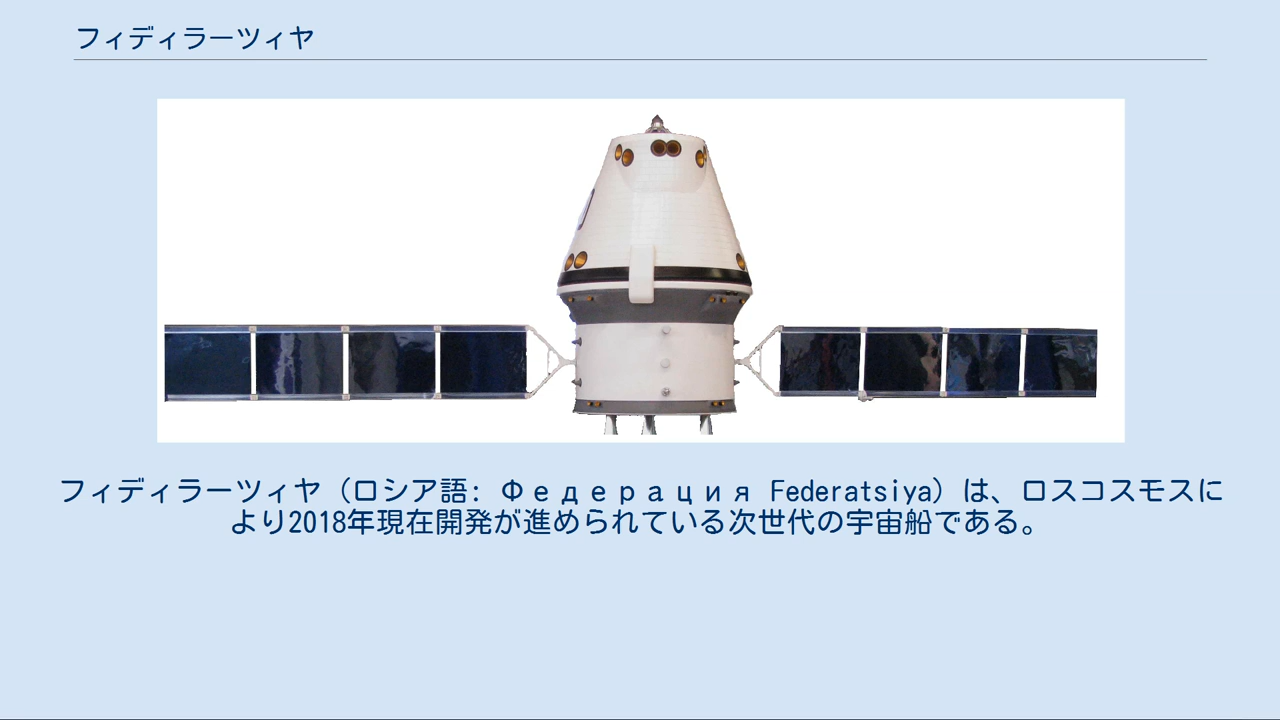 フィディラーツィヤ
フィディラーツィヤ（ロシア語: Федерация Federatsiya）は、ロスコスモスに
より2018年現在開発が進められている次世代の宇宙船である。